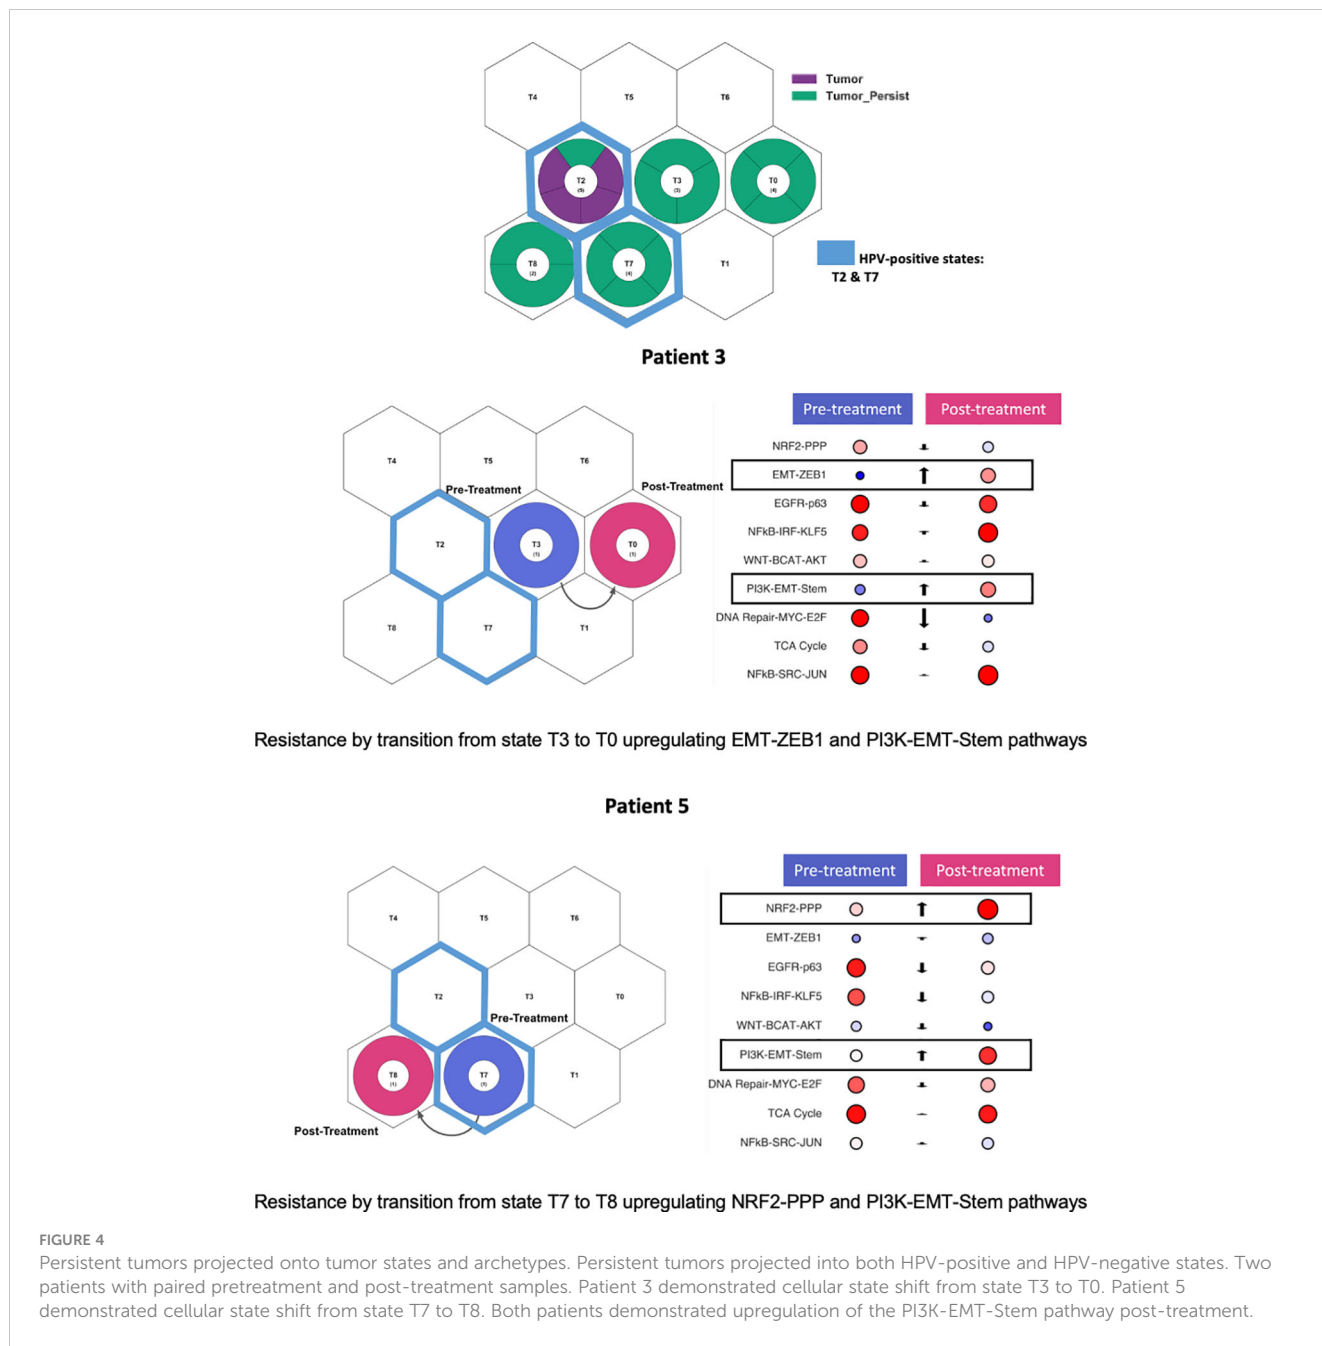 T4
T5
T6
Tumor
Tumor_Persist
T2
(5)
T3
(3)
T0
(4)
T8
(2)
T7
(4)
T1
HPV-positive states:
T2 & T7
Patient 3
T4
T5
T6
Pre-Treatment
Post-Treatment
T2
T3
(1)
T0
(1)
T8
T7
T1
Pre-treatment
Post-treatment
NRF2-PPP
EMT-ZEB1
EGFR-p63
NFkB-IRF-KLF5
WNT-BCAT-AKT
PI3K-EMT-Stem
DNA Repair-MYC-E2F
TCA Cycle
NFkB-SRC-JUN
Resistance by transition from state T3 to T0 upregulating EMT-ZEB1 and PI3K-EMT-Stem pathways
Patient 5
T4
T5
T6
T2
T3
T0
Pre-Treatment
T8
(1)
T7
(1)
T1
Post-Treatment
Pre-treatment
Post-treatment
NRF2-PPP
EMT-ZEB1
EGFR-p63
NFkB-IRF-KLF5
WNT-BCAT-AKT
PI3K-EMT-Stem
DNA Repair-MYC-E2F
TCA Cycle
NFkB-SRC-JUN
Resistance by transition from state T7 to T8 upregulating NRF2-PPP and PI3K-EMT-Stem pathways
FIGURE 4
Persistent tumors projected onto tumor states and archetypes. Persistent tumors projected into both HPV-positive and HPV-negative states. Two
patients with paired pretreatment and post-treatment samples. Patient 3 demonstrated cellular state shift from state T3 to T0. Patient 5
demonstrated cellular state shift from state T7 to T8. Both patients demonstrated upregulation of the PI3K-EMT-Stem pathway post-treatment.